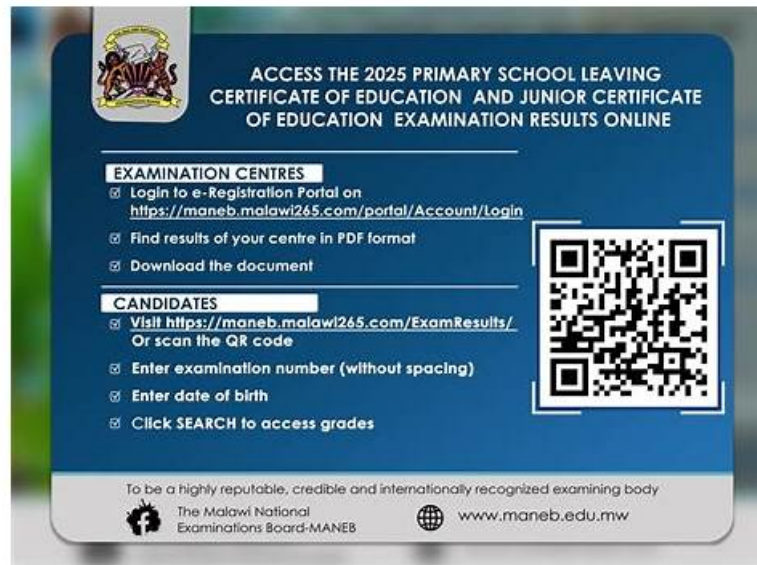 ACCESS THE 2025 PRIMARY SCHOOL LEAVING
CERTIFICATE OF EDUCATION AND JUNIOR CERTIFICATE
OF EDUCATION EXAMINATION RESULTS ONLINE
EXAMINATION CENTRES
Login to e-Registration Portal on
https://maneb.malawi265.com/portal/Account/Login
Find results of your centre in PDF format
Download the document
CANDIDATES
Visit https://maneb.malawi265.com/ExamResults/
Or scan the QR code
Enter examination number (without spacing)
Enter date of birth
Click SEARCH to access grades
To be a highly reputable, credible and internationally recognized examining body
The Malawi National
Examinations Board-MANEB
www.maneb.edu.mw